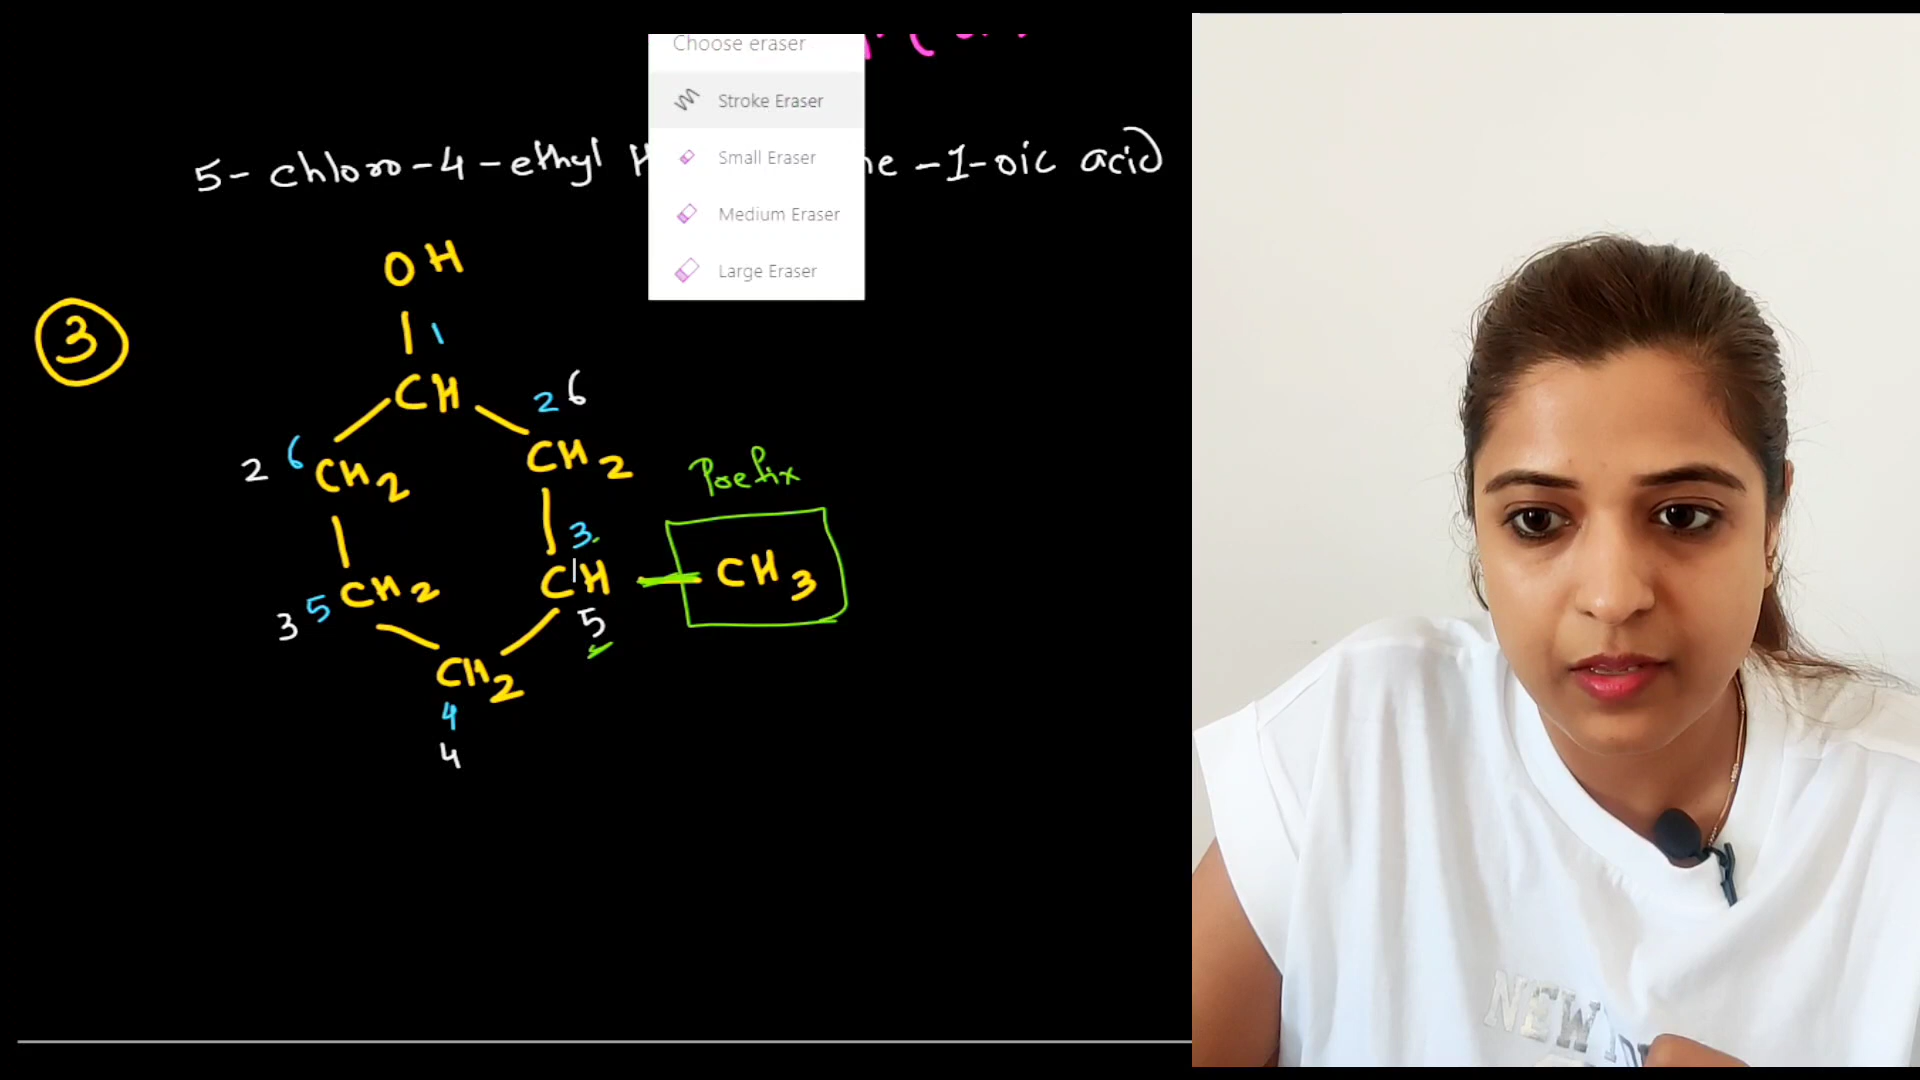 Choose eraser
Stroke Eraser
Small Eraser
Medium Eraser
Large Eraser
5- chloro-4-ethyl H ne -1-oic acid
OH
3
1
CH
2 6
2 6
CH2
CH2
Prefix
3
CH
CH3
5
CH2
3 5
CH2
4
4
NEW